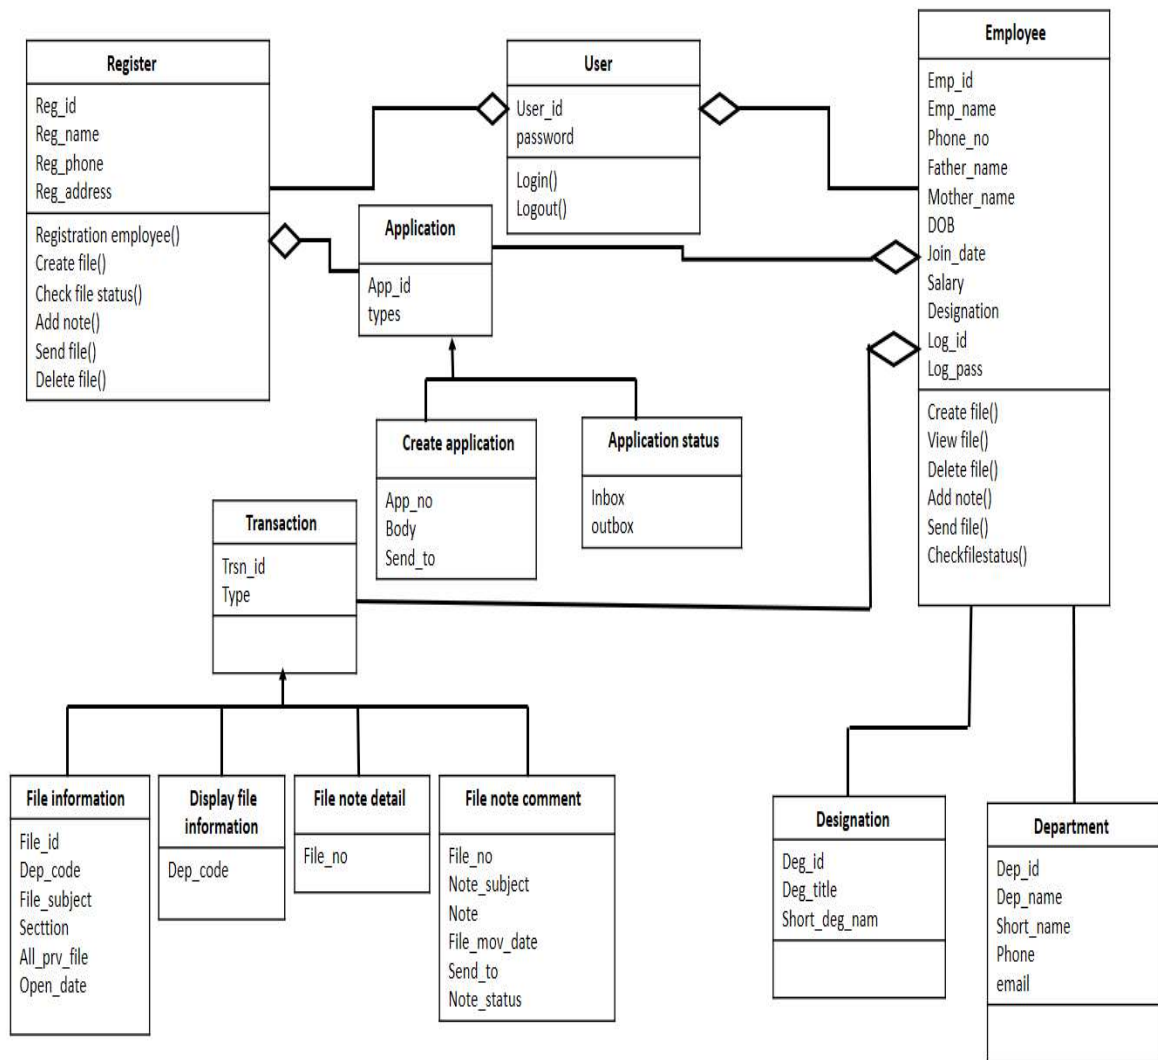 Register
Reg_id
Reg_name
Reg_phone
Reg_address
Registration employee()
Create file()
Check file status()
Add note()
Send file()
Delete file()
User
User_id
password
Login()
Logout()
Employee
Emp_id
Emp_name
Phone_no
Father_name
Mother_name
DOB
Join_date
Salary
Designation
Log_id
Log_pass
Create file()
View file()
Delete file()
Add note()
Send file()
Checkfilestatus()
Application
App_id
types
Create application
App_no
Body
Send_to
Application status
Inbox
outbox
Transaction
Trsn_id
Type
File information
File_id
Dep_code
File_subject
Secttion
All_prv_file
Open_date
Display file
information
Dep_code
File note detail
File_no
File note comment
File_no
Note_subject
Note
File_mov_date
Send_to
Note_status
Designation
Deg_id
Deg_title
Short_deg_nam
Department
Dep_id
Dep_name
Short_name
Phone
email